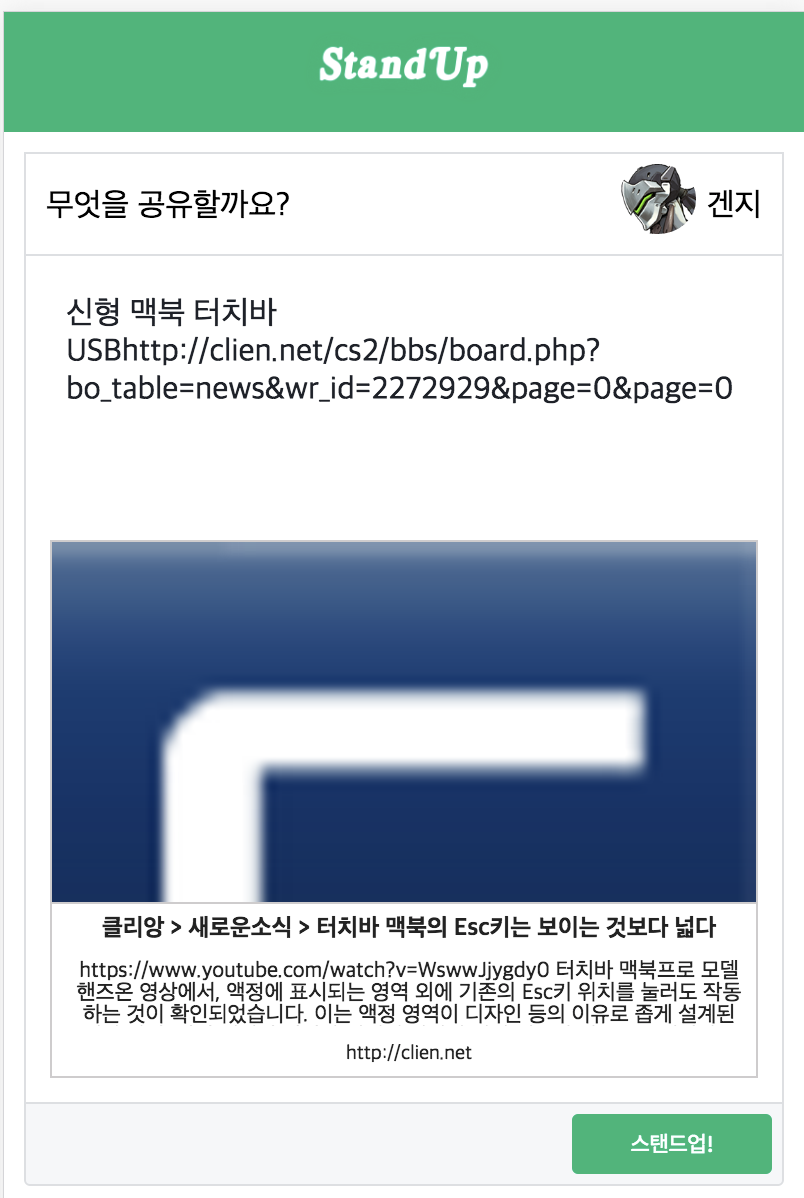 StandUp
무엇을 공유할까요?
겐지
신형 맥북 터치바
USBhttp://clien.net/cs2/bbs/board.php?
bo_table=news&wr_id=2272929&page=0&page=0
클리앙 > 새로운소식 > 터치바 맥북의 Esc키는 보이는 것보다 넓다
https://www.youtube.com/watch?v=WswwJjygdy0 터치바 맥북프로 모델
핸즈온 영상에서, 액정에 표시되는 영역 외에 기존의 Esc키 위치를 눌러도 작동
하는 것이 확인되었습니다. 이는 액정 영역이 디자인 등의 이유로 좁게 설계된
http://clien.net
스탠드업!